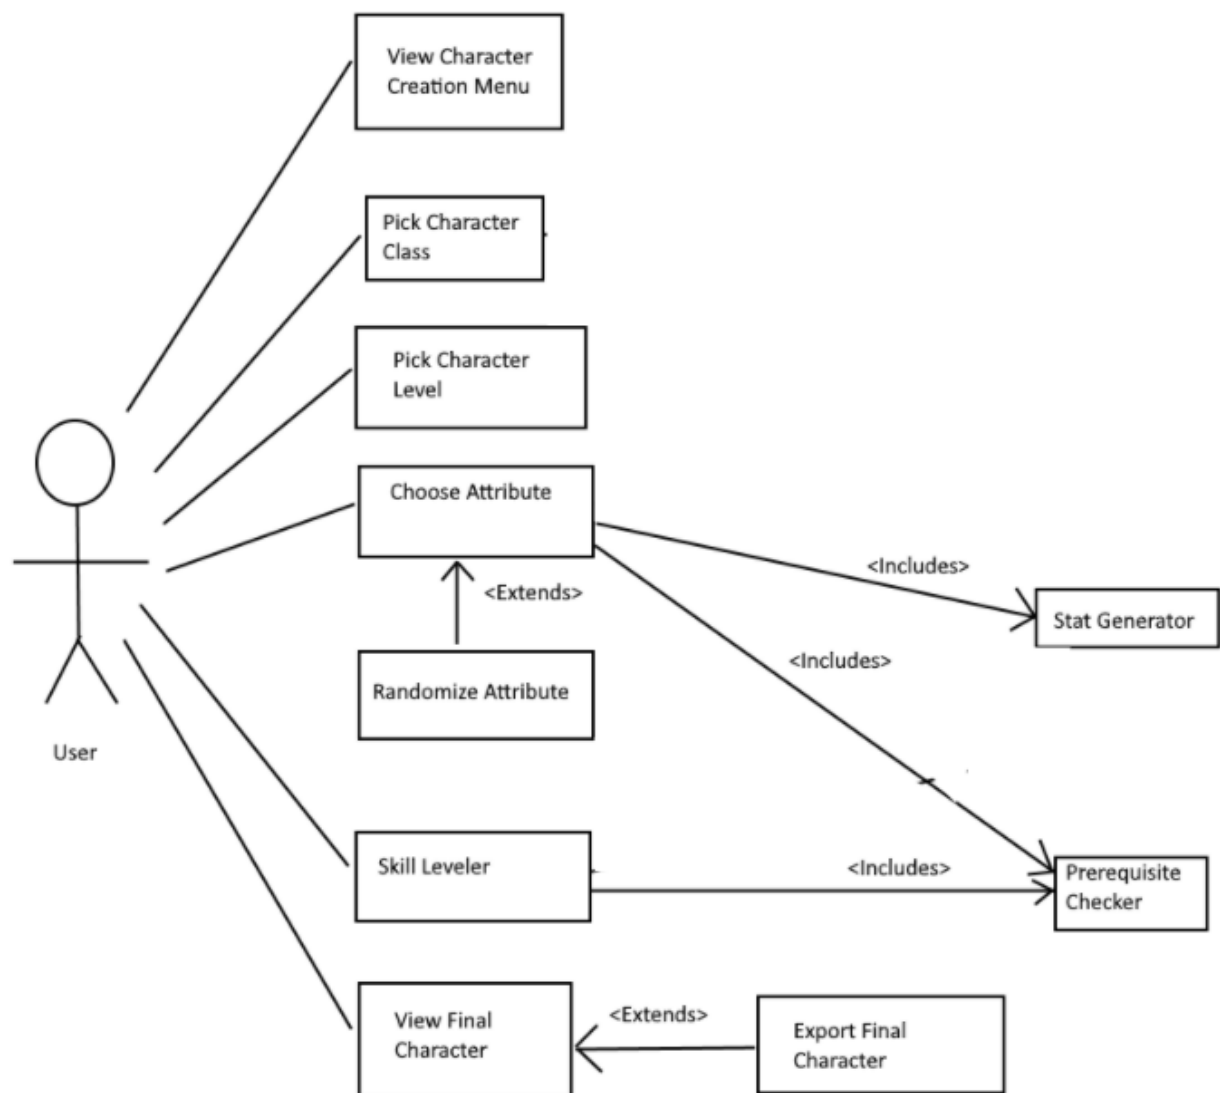 View Character
Creation Menu
Pick Character
Class
Pick Character
Level
Choose Attribute
<Extends>
<Includes>
Stat Generator
<Includes>
Randomize Attribute
User
Skill Leveler
<Includes>
Prerequisite
Checker
View Final
Character
<Extends>
Export Final
Character